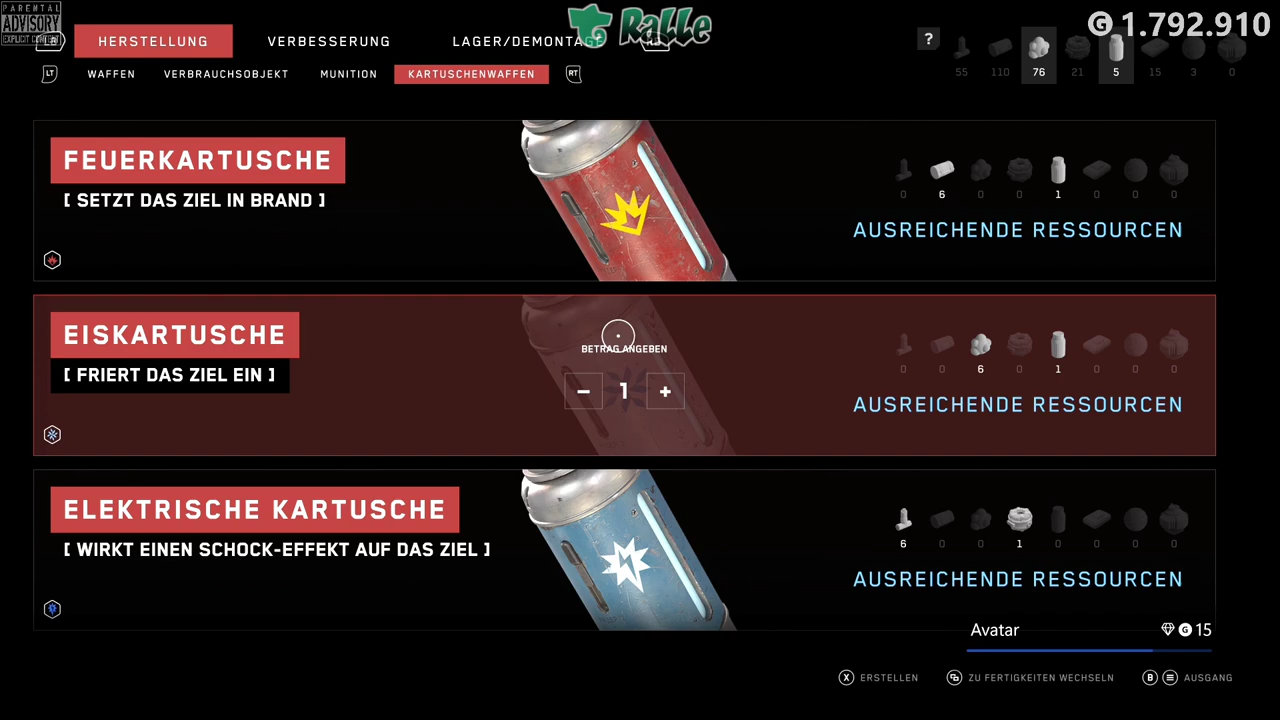 PARENTAL
ADVISORY
EXPLICIT CONTENT
RaLLe
G 1.792.910
LB HERSTELLUNG VERBESSERUNG LAGER/DEMONTAGE
?
55 110 76 21 5 15 3 0
LT WAFFEN VERBRAUCHSOBJEKT MUNITION KARTUSCHENWAFFEN RT
FEUERKARTUSCHE
[ SETZT DAS ZIEL IN BRAND ]
0 6 0 0 1 0 0 0
AUSREICHENDE RESSOURCEN
EISKARTUSCHE
[ FRIERT DAS ZIEL EIN ]
BETRAG ANGEBEN
− 1 +
0 0 6 0 1 0 0 0
AUSREICHENDE RESSOURCEN
ELEKTRISCHE KARTUSCHE
[ WIRKT EINEN SCHOCK-EFFEKT AUF DAS ZIEL ]
6 0 0 1 0 0 0 0
AUSREICHENDE RESSOURCEN
Avatar G 15
X ERSTELLEN ZU FERTIGKEITEN WECHSELN B AUSGANG